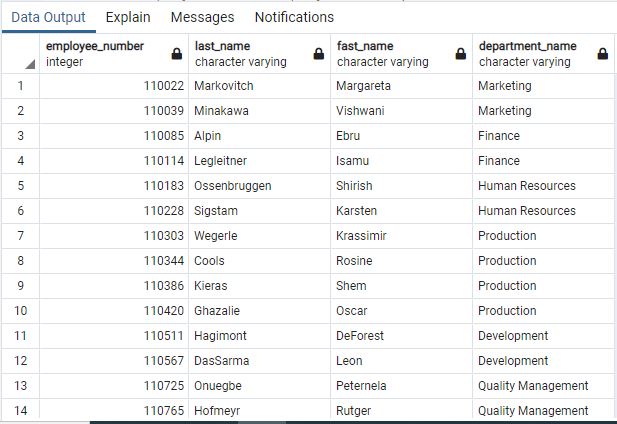 Data Output Explain Messages Notifications
employee_number last_name fast_name department_name
integer character varying character varying character varying
1 110022 Markovitch Margareta Marketing
2 110039 Minakawa Vishwani Marketing
3 110085 Alpin Ebru Finance
4 110114 Legleitner Isamu Finance
5 110183 Ossenbruggen Shirish Human Resources
6 110228 Sigstam Karsten Human Resources
7 110303 Wegerle Krassimir Production
8 110344 Cools Rosine Production
9 110386 Kieras Shem Production
10 110420 Ghazalie Oscar Production
11 110511 Hagimont DeForest Development
12 110567 DasSarma Leon Development
13 110725 Onuegbe Peternela Quality Management
14 110765 Hofmeyr Rutger Quality Management